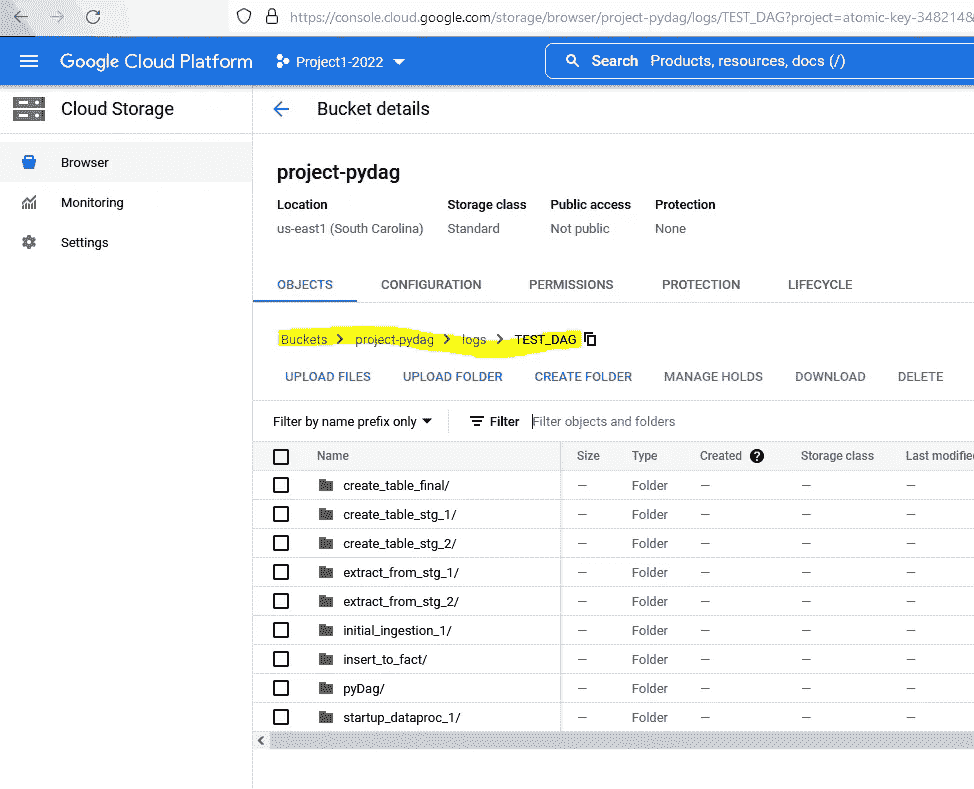 https://console.cloud.google.com/storage/browser/project-pydag/logs/TEST_DAG?project=atomic-key-348214&
Google Cloud Platform Project1-2022 Search Products, resources, docs (/)
Cloud Storage Bucket details
Browser
Monitoring
Settings
project-pydag
Location Storage class Public access Protection
us-east1 (South Carolina) Standard Not public None
OBJECTS CONFIGURATION PERMISSIONS PROTECTION LIFECYCLE
Buckets > project-pydag > logs > TEST_DAG
UPLOAD FILES UPLOAD FOLDER CREATE FOLDER MANAGE HOLDS DOWNLOAD DELETE
Filter by name prefix only Filter Filter objects and folders
Name Size Type Created ? Storage class Last modifie
create_table_final/ — Folder — — —
create_table_stg_1/ — Folder — — —
create_table_stg_2/ — Folder — — —
extract_from_stg_1/ — Folder — — —
extract_from_stg_2/ — Folder — — —
initial_ingestion_1/ — Folder — — —
insert_to_fact/ — Folder — — —
pyDag/ — Folder — — —
startup_dataproc_1/ — Folder — — —